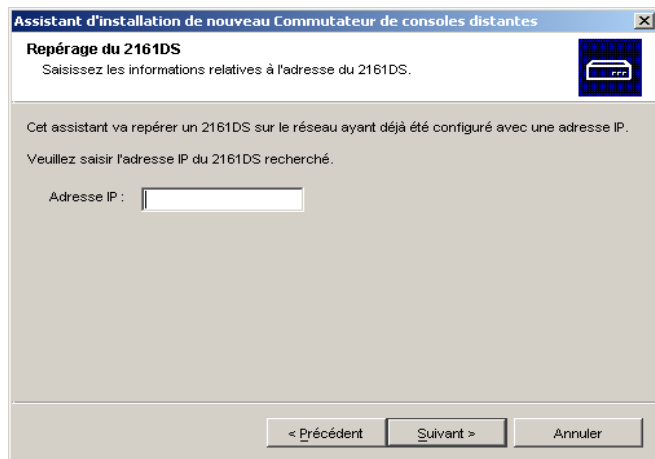 Assistant d'installation de nouveau Commutateur de consoles distantes
Repérage du 2161DS
Saisissez les informations relatives à l'adresse du 2161DS.
Cet assistant va repérer un 2161DS sur le réseau ayant déjà été configuré avec une adresse IP.
Veuillez saisir l'adresse IP du 2161DS recherché.
Adresse IP :
< Précédent Suivant > Annuler